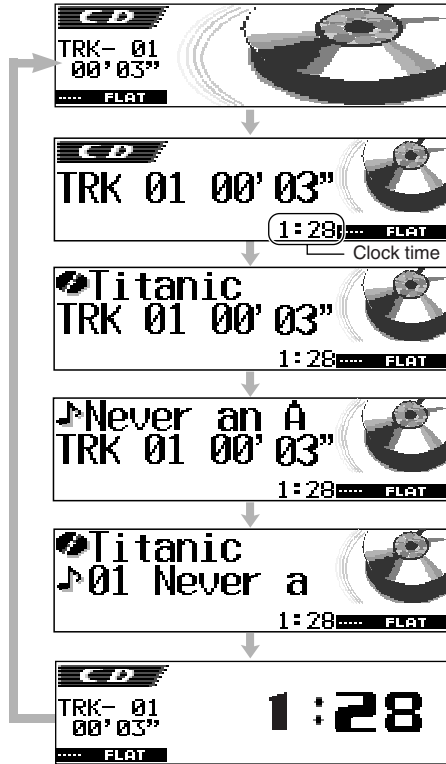 CD
TRK- 01
00'03"
----- FLAT
CD
TRK 01 00'03"
1:28 ---- FLAT
Clock time
Titanic
TRK 01 00'03"
1:28 ---- FLAT
♪Never an A
TRK 01 00'03"
1:28 ---- FLAT
Titanic
♪01 Never a
1:28 ---- FLAT
CD
TRK- 01
00'03"
1:28
----- FLAT